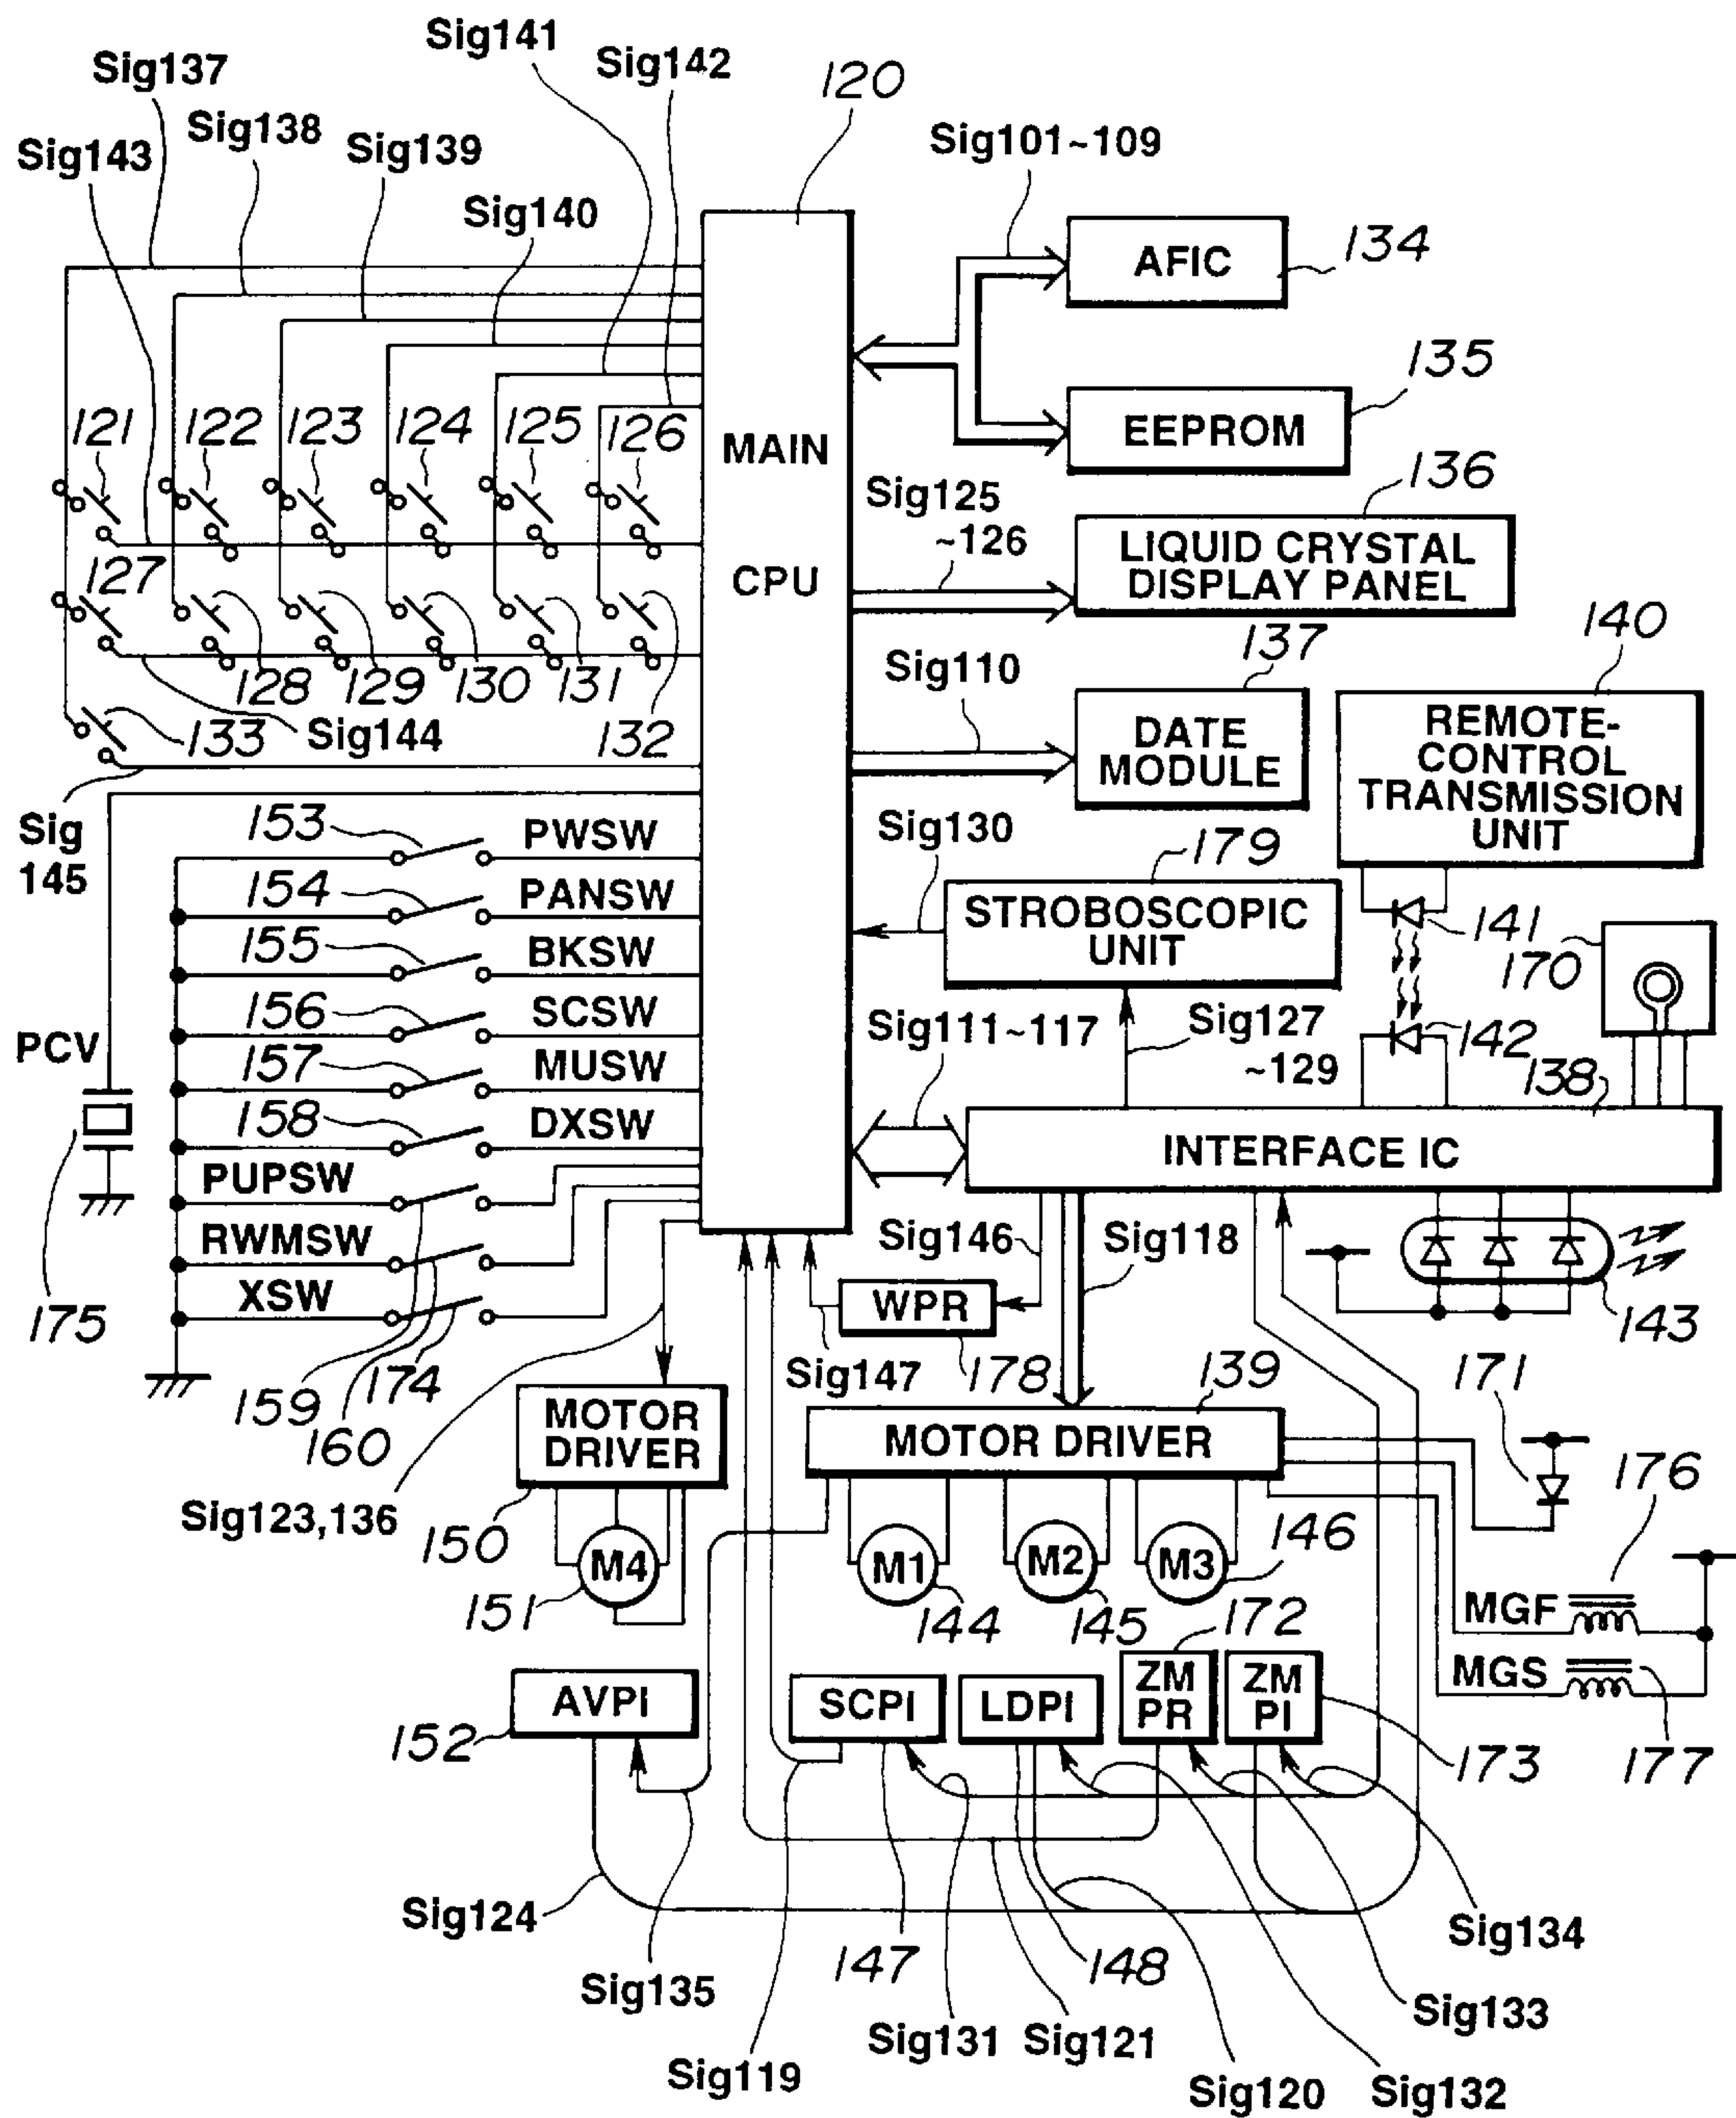 Sig141
Sig137
Sig142
120
Sig138
Sig101~109
Sig143
Sig139
Sig140
AFIC
134
135
121
122
123
124
125
126
MAIN
CPU
EEPROM
136
Sig125
~126
LIQUID CRYSTAL
DISPLAY PANEL
127
140
137
128
129
130
131
132
133
Sig144
Sig110
DATE
MODULE
REMOTE-
CONTROL
TRANSMISSION
UNIT
Sig
145
153
PWSW
Sig130
179
154
PANSW
STROBOSCOPIC
UNIT
141
170
155
BKSW
156
SCSW
Sig111~117
Sig127
~129
142
138
PCV
157
MUSW
158
DXSW
INTERFACE IC
PUPSW
RWMSW
Sig146
Sig118
XSW
WPR
175
143
Sig147
178
139
171
159
160
174
MOTOR
DRIVER
MOTOR DRIVER
176
Sig123,136
150
M4
M1
M2
M3
146
151
144
145
172
MGF
MGS
AVPI
SCPI
LDPI
ZM
PR
ZM
PI
152
173
177
Sig124
Sig134
147
148
Sig135
Sig133
Sig131
Sig121
Sig119
Sig120
Sig132